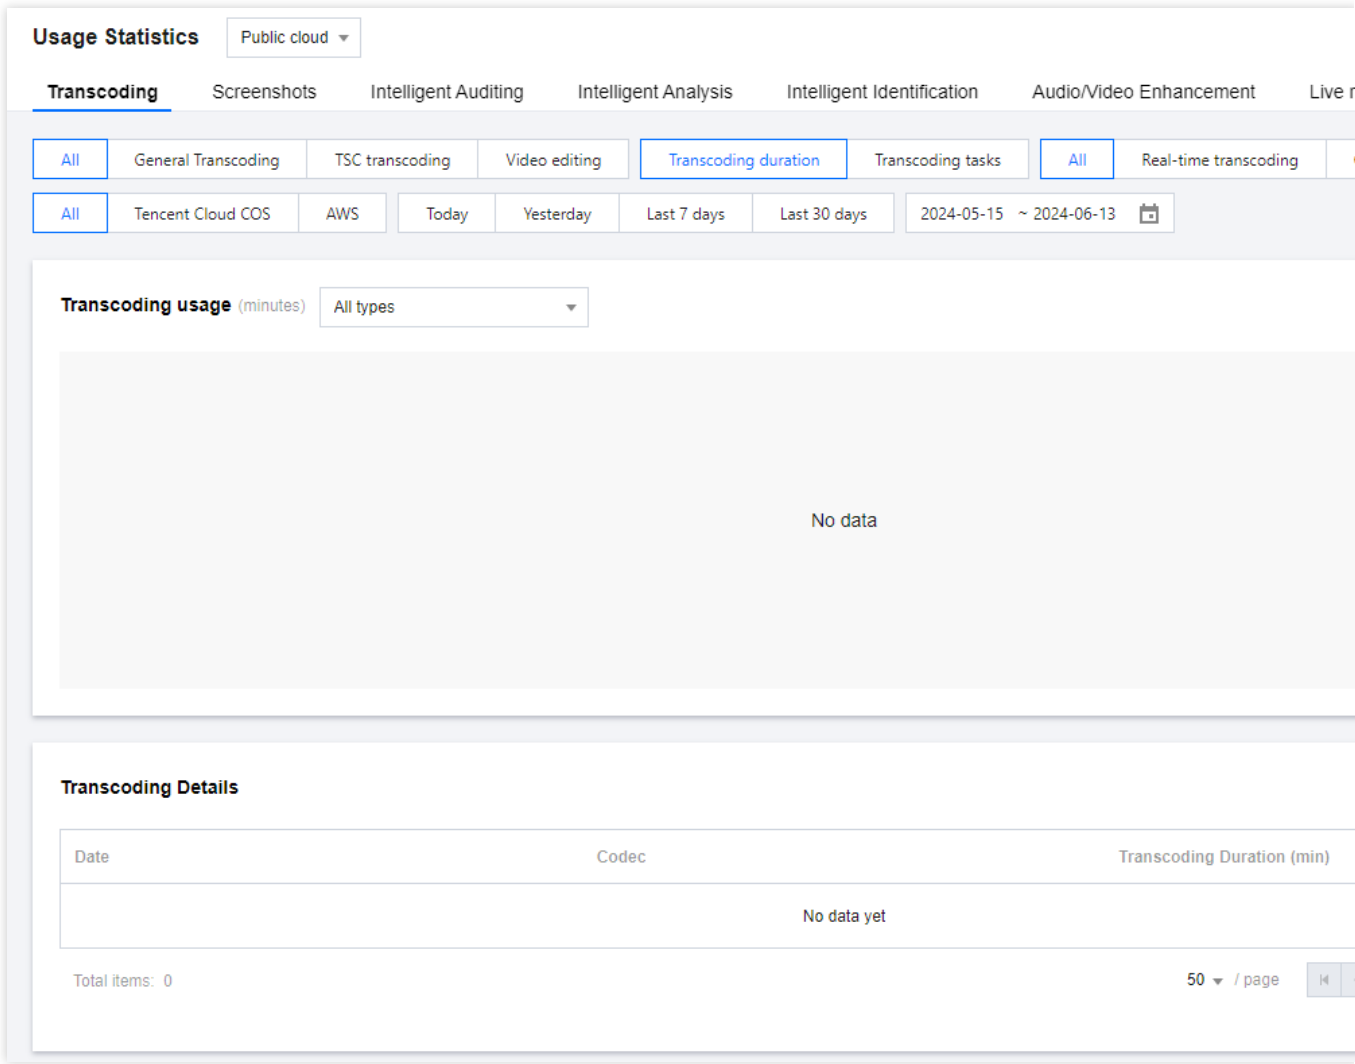 Usage Statistics Public cloud
Transcoding Screenshots Intelligent Auditing Intelligent Analysis Intelligent Identification Audio/Video Enhancement Live
All General Transcoding TSC transcoding Video editing Transcoding duration Transcoding tasks All Real-time transcoding
All Tencent Cloud COS AWS Today Yesterday Last 7 days Last 30 days 2024-05-15 ~ 2024-06-13
Transcoding usage (minutes) All types
No data
Transcoding Details
Date Codec Transcoding Duration (min)
No data yet
Total items: 0 50 / page